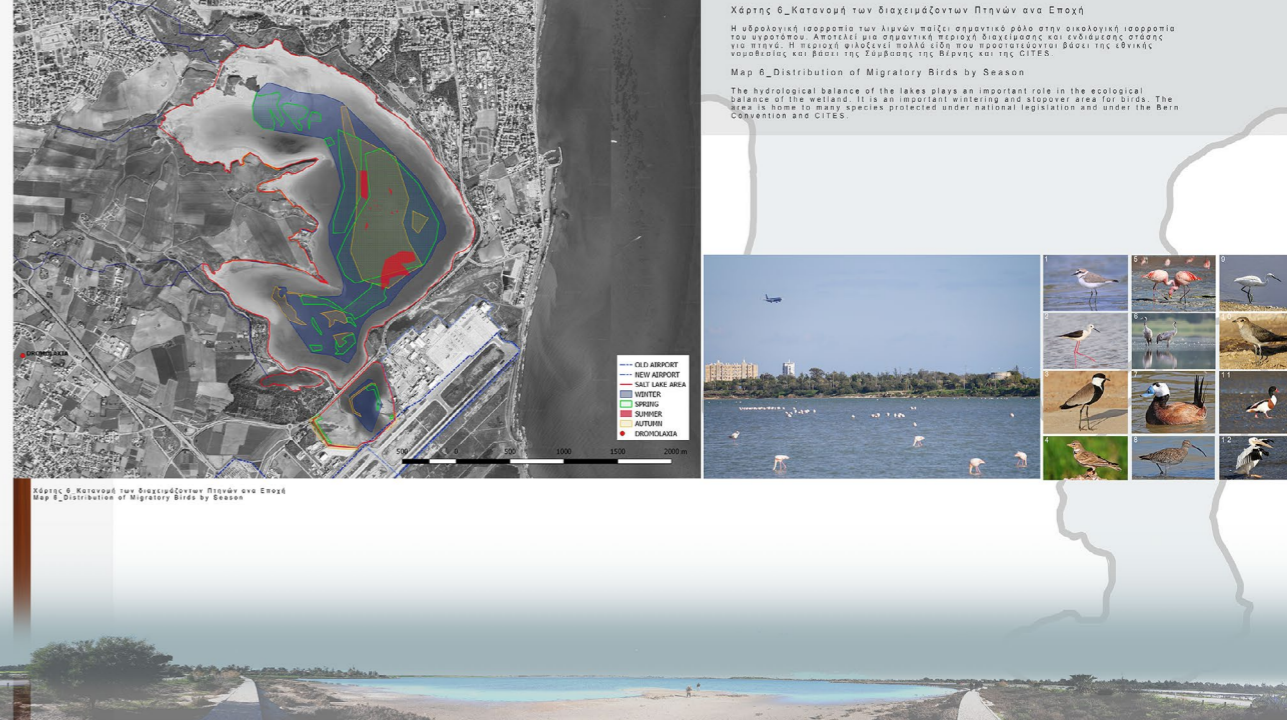 Χάρτης 6_Κατανομή των διαχειμάζοντων Πτηνών ανα Εποχή
Η υδρολογική ισορροπία των λιμνών παίζει σημαντικό ρόλο στην οικολογική ισορροπία
του υγροτόπου. Αποτελεί μια σημαντική περιοχή διαχείμασης και ενδιάμεσης στάσης
για πτηνά. Η περιοχή φιλοξενεί πολλά είδη που προστατεύονται βάσει της εθνικής
νομοθεσίας και βάσει της Σύμβασης της Βέρνης και της CITES.
Map 6_Distribution of Migratory Birds by Season
The hydrological balance of the lakes plays an important role in the ecological
balance of the welland. It is an important wintering and stopover area for birds. The
area is home to many species protected under national legislation and under the Bern
Convention and CITES.
DROMOLAXIA
OLD AIRPORT
NEW AIRPORT
SALT LAKE AREA
WINTER
SPRING
SUMMER
AUTUMN
DROMOLAXIA
500 0 500 1000 1500 2000 m
1 5 9
6
7 11
4 8 12
Χάρτης 6_Κατανομή των διαχειμάζοντων Πτηνών ανα Εποχή
Map 6_Distribution of Migratory Birds by Season